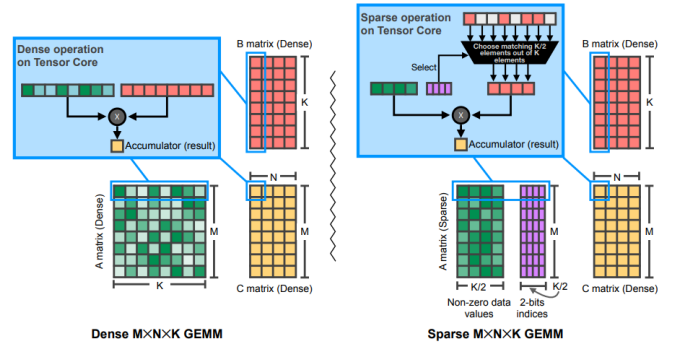 Dense operation
on Tensor Core
B matrix (Dense)
K
X
Accumulator (result)
A matrix (Dense)
N
M
K
C matrix (Dense)
Dense M×N×K GEMM
Sparse operation
on Tensor Core
Choose matching K/2
elements out of K
elements
Select
B matrix (Dense)
K
X
Accumulator (result)
A matrix (Sparse)
N
M
M
K/2
K/2
Non-zero data
values
2-bits
indices
C matrix (Dense)
Sparse M×N×K GEMM